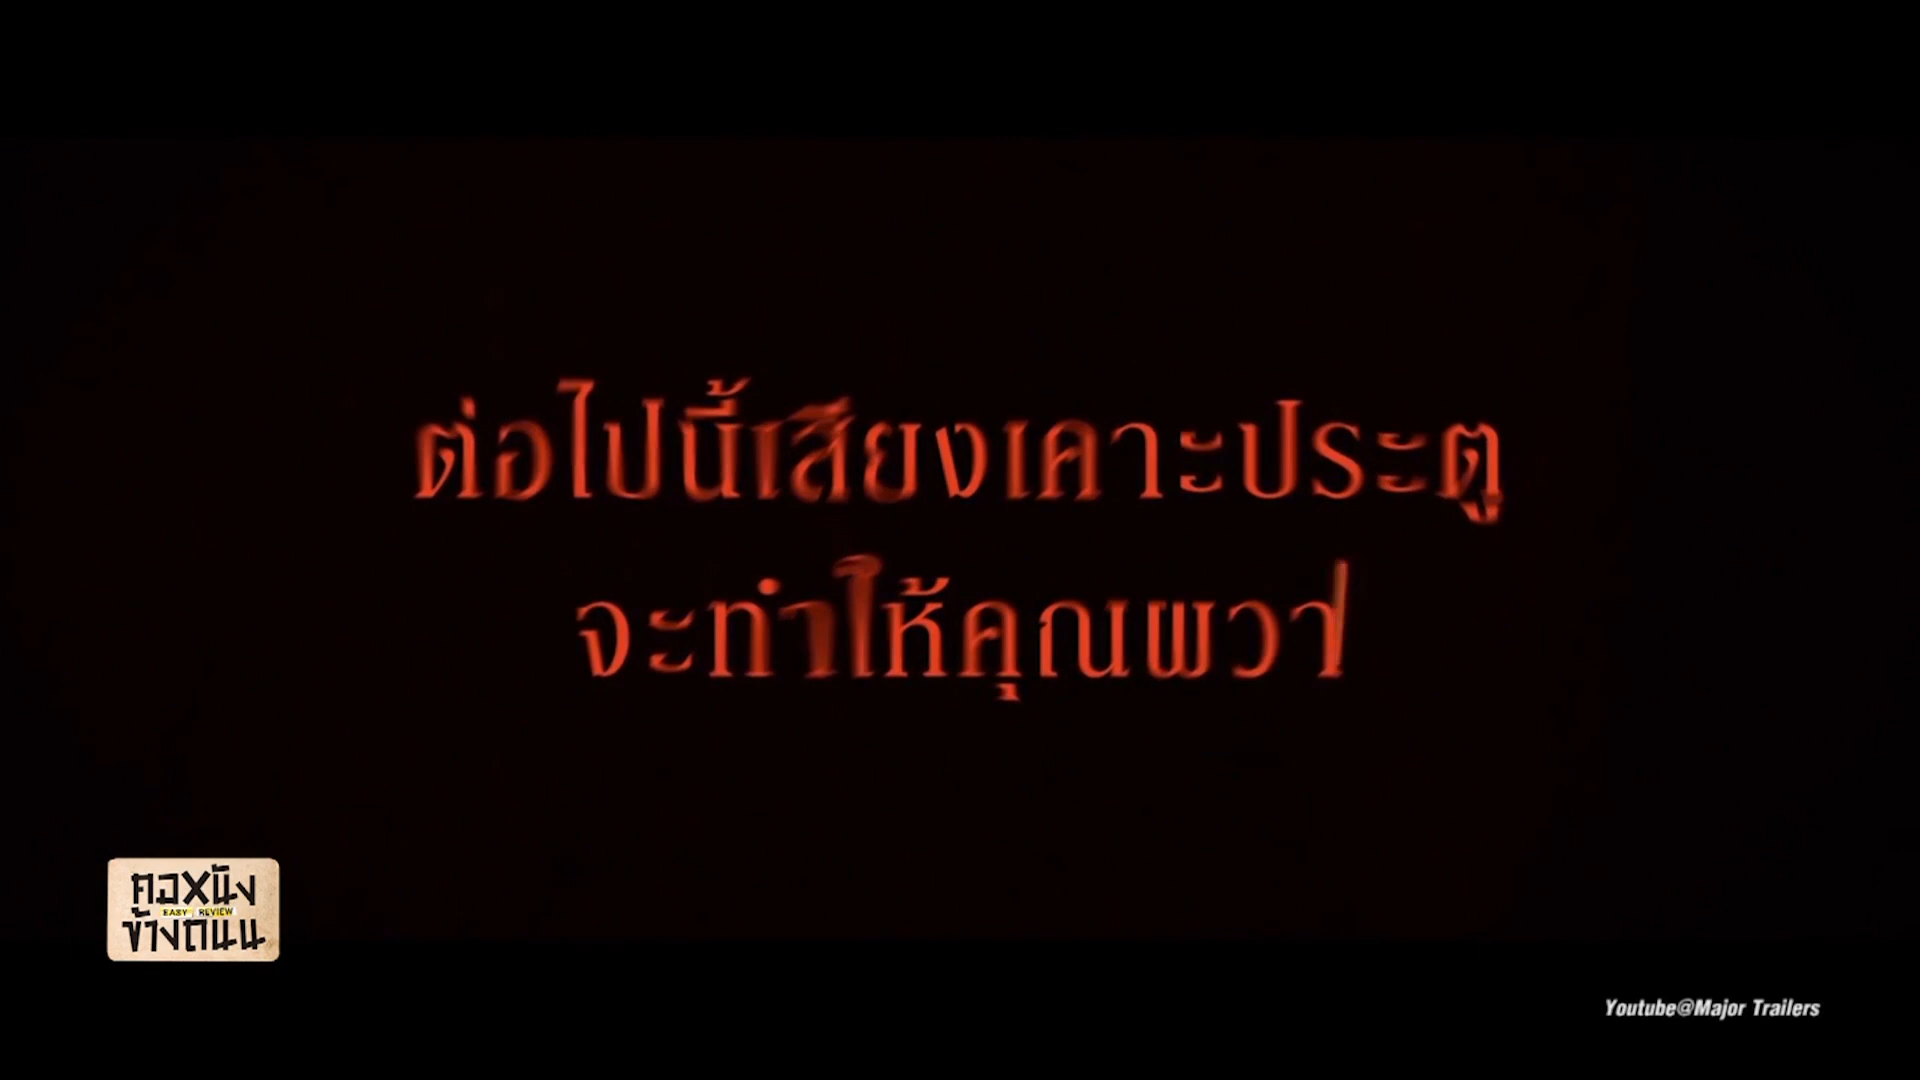 ต่อไปนี้เสียงเคาะประตู
จะทำให้คุณผวา
คอหนัง
EASY REVIEW
ข้างถนน
Youtube@Major Trailers